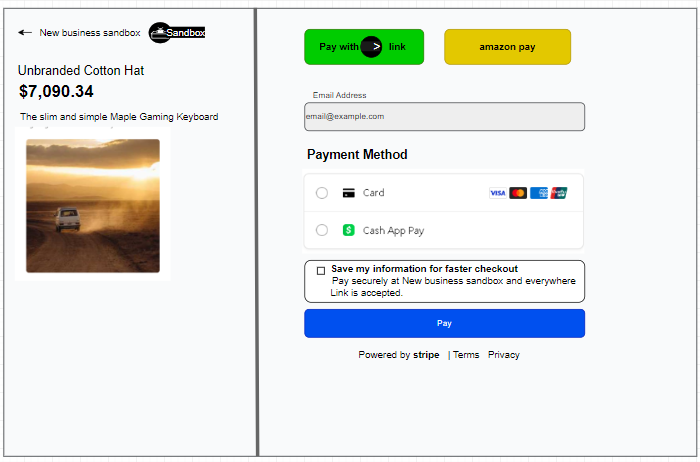 New business sandbox
Sandbox
Unbranded Cotton Hat
$7,090.34
The slim and simple Maple Gaming Keyboard
Pay with > link
amazon pay
Email Address
email@example.com
Payment Method
Card
VISA
Cash App Pay
Save my information for faster checkout
Pay securely at New business sandbox and everywhere
Link is accepted.
Pay
Powered by stripe | Terms Privacy